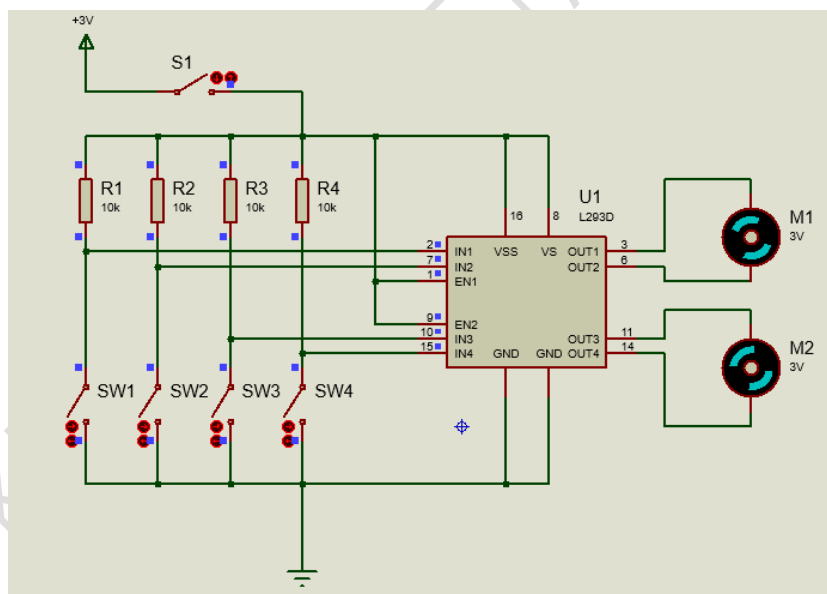 +3V
S1
R1
10k
R2
10k
R3
10k
R4
10k
U1
L293D
16
8
2
IN1
VSS
VS
OUT1
3
7
IN2
OUT2
6
1
EN1
9
EN2
10
IN3
OUT3
11
15
IN4
GND
GND
OUT4
14
M1
3V
M2
3V
SW1
SW2
SW3
SW4